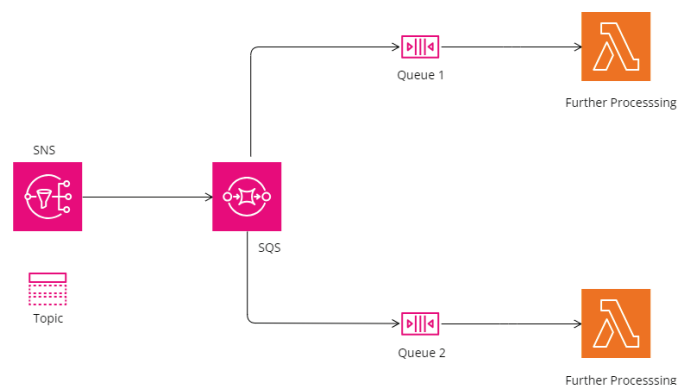 Queue 1
Further Processsing
SNS
SQS
Topic
Queue 2
Further Processsing